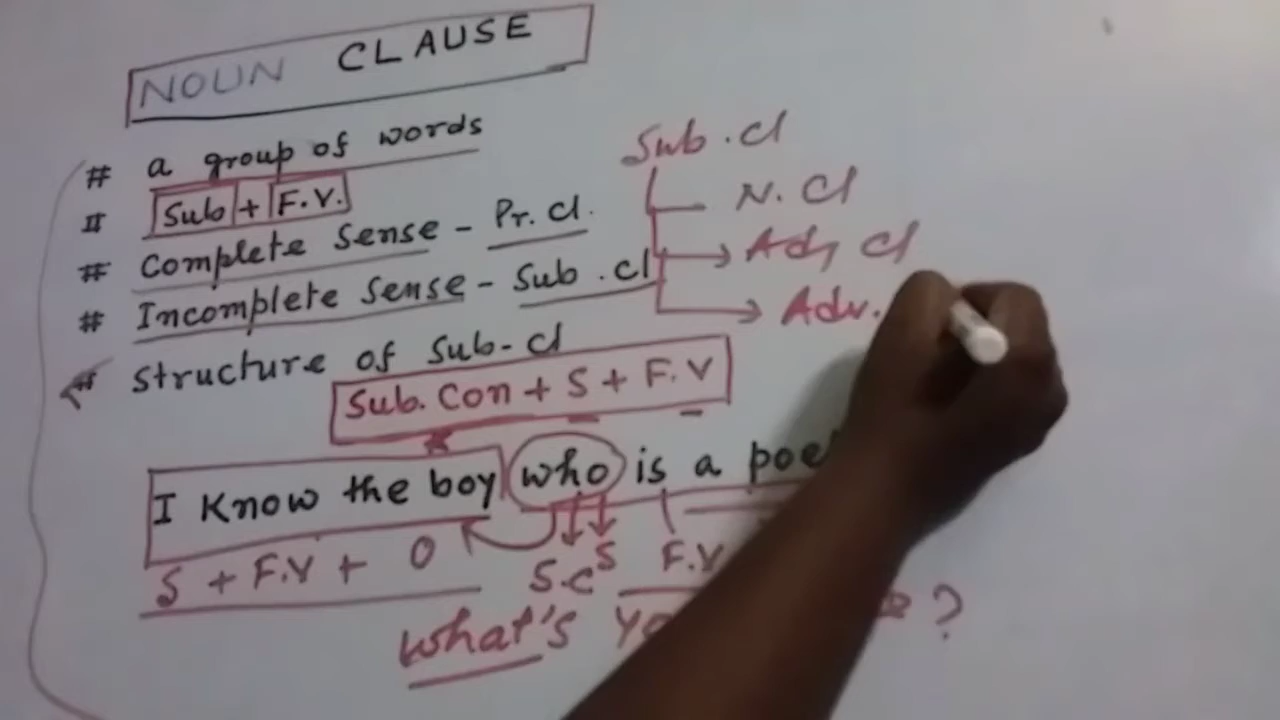 NOUN CLAUSE
# a group of words
# Sub + F.V.
# Complete Sense - Pr. cl.
# Incomplete Sense - Sub. cl
# Structure of Sub-cl
Sub. Con + S + F.V
Sub. cl
N. Cl
Adj Cl
Adv.
I know the boy who is a
S + F.V + O
S.C S F.V
What's ?